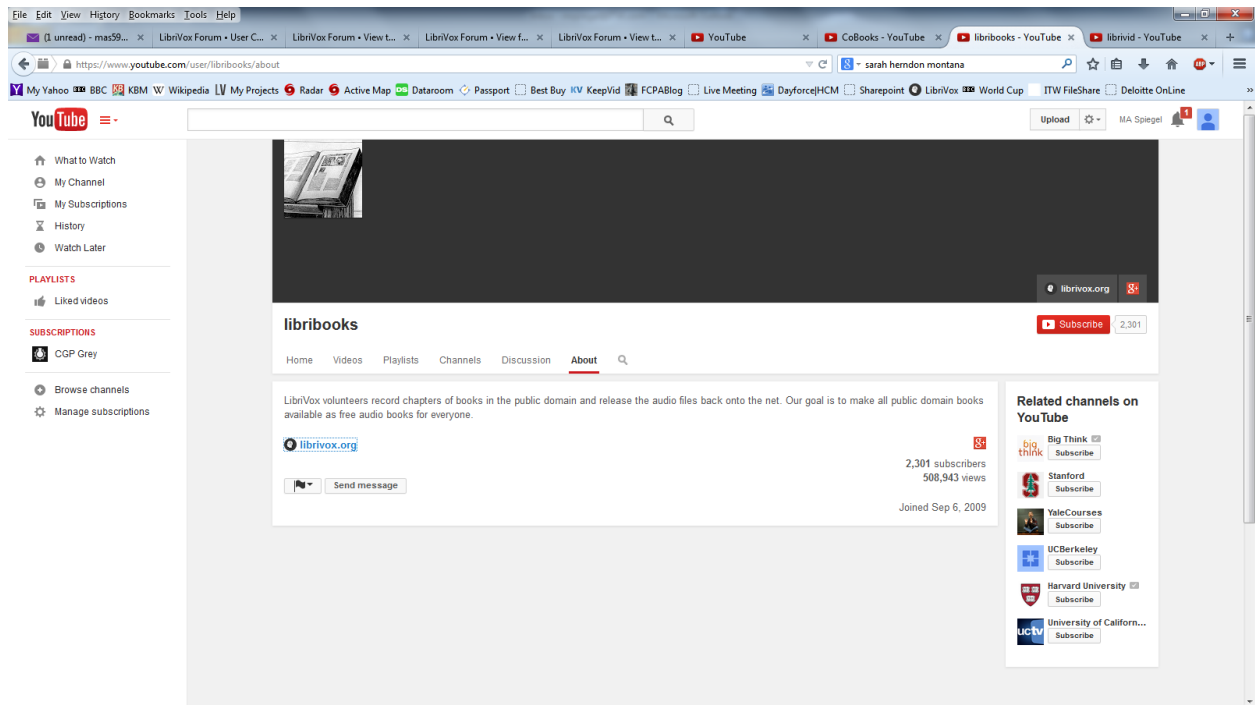 File Edit View History Bookmarks Tools Help
(1 unread) - mas59... × LibriVox Forum • User C... × LibriVox Forum • View t... × LibriVox Forum • View f... × LibriVox Forum • View t... × YouTube × CoBooks - YouTube × libribooks - YouTube × librivid - YouTube × +
https://www.youtube.com/user/libribooks/about sarah herndon montana
My Yahoo BBC KBM Wikipedia My Projects Radar Active Map Dataroom Passport Best Buy KV KeepVid FCPABlog Live Meeting Dayforce|HCM Sharepoint LibriVox World Cup ITW FileShare Deloitte OnLine »
YouTube Upload MA Spiegel 1
What to Watch
My Channel
My Subscriptions
History
Watch Later
PLAYLISTS
Liked videos
SUBSCRIPTIONS
CGP Grey
Browse channels
Manage subscriptions
librivox.org g+
libribooks
Subscribe 2,301
Home Videos Playlists Channels Discussion About
LibriVox volunteers record chapters of books in the public domain and release the audio files back onto the net. Our goal is to make all public domain books
available as free audio books for everyone.
librivox.org
g+
2,301 subscribers
508,943 views
Send message
Joined Sep 6, 2009
Related channels on
YouTube
big think
Big Think
Subscribe
Stanford
Subscribe
YaleCourses
Subscribe
UCBerkeley
Subscribe
Harvard University
Subscribe
uctv
University of Californ...
Subscribe